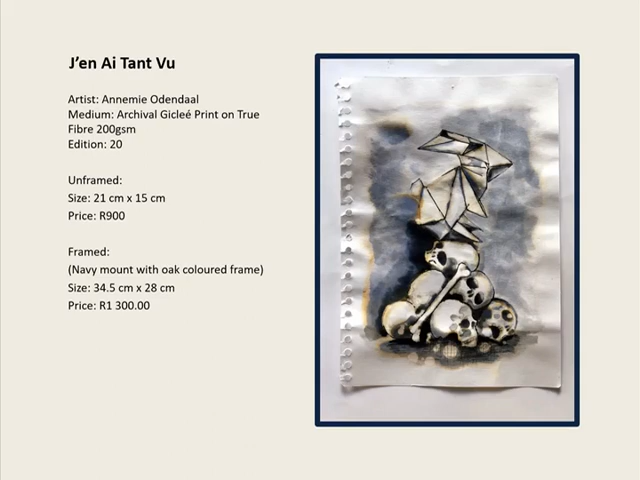 J'en Ai Tant Vu
Artist: Annemie Odendaal
Medium: Archival Gicleé Print on True
Fibre 200gsm
Edition: 20
Unframed:
Size: 21 cm x 15 cm
Price: R900
Framed:
(Navy mount with oak coloured frame)
Size: 34.5 cm x 28 cm
Price: R1 300.00